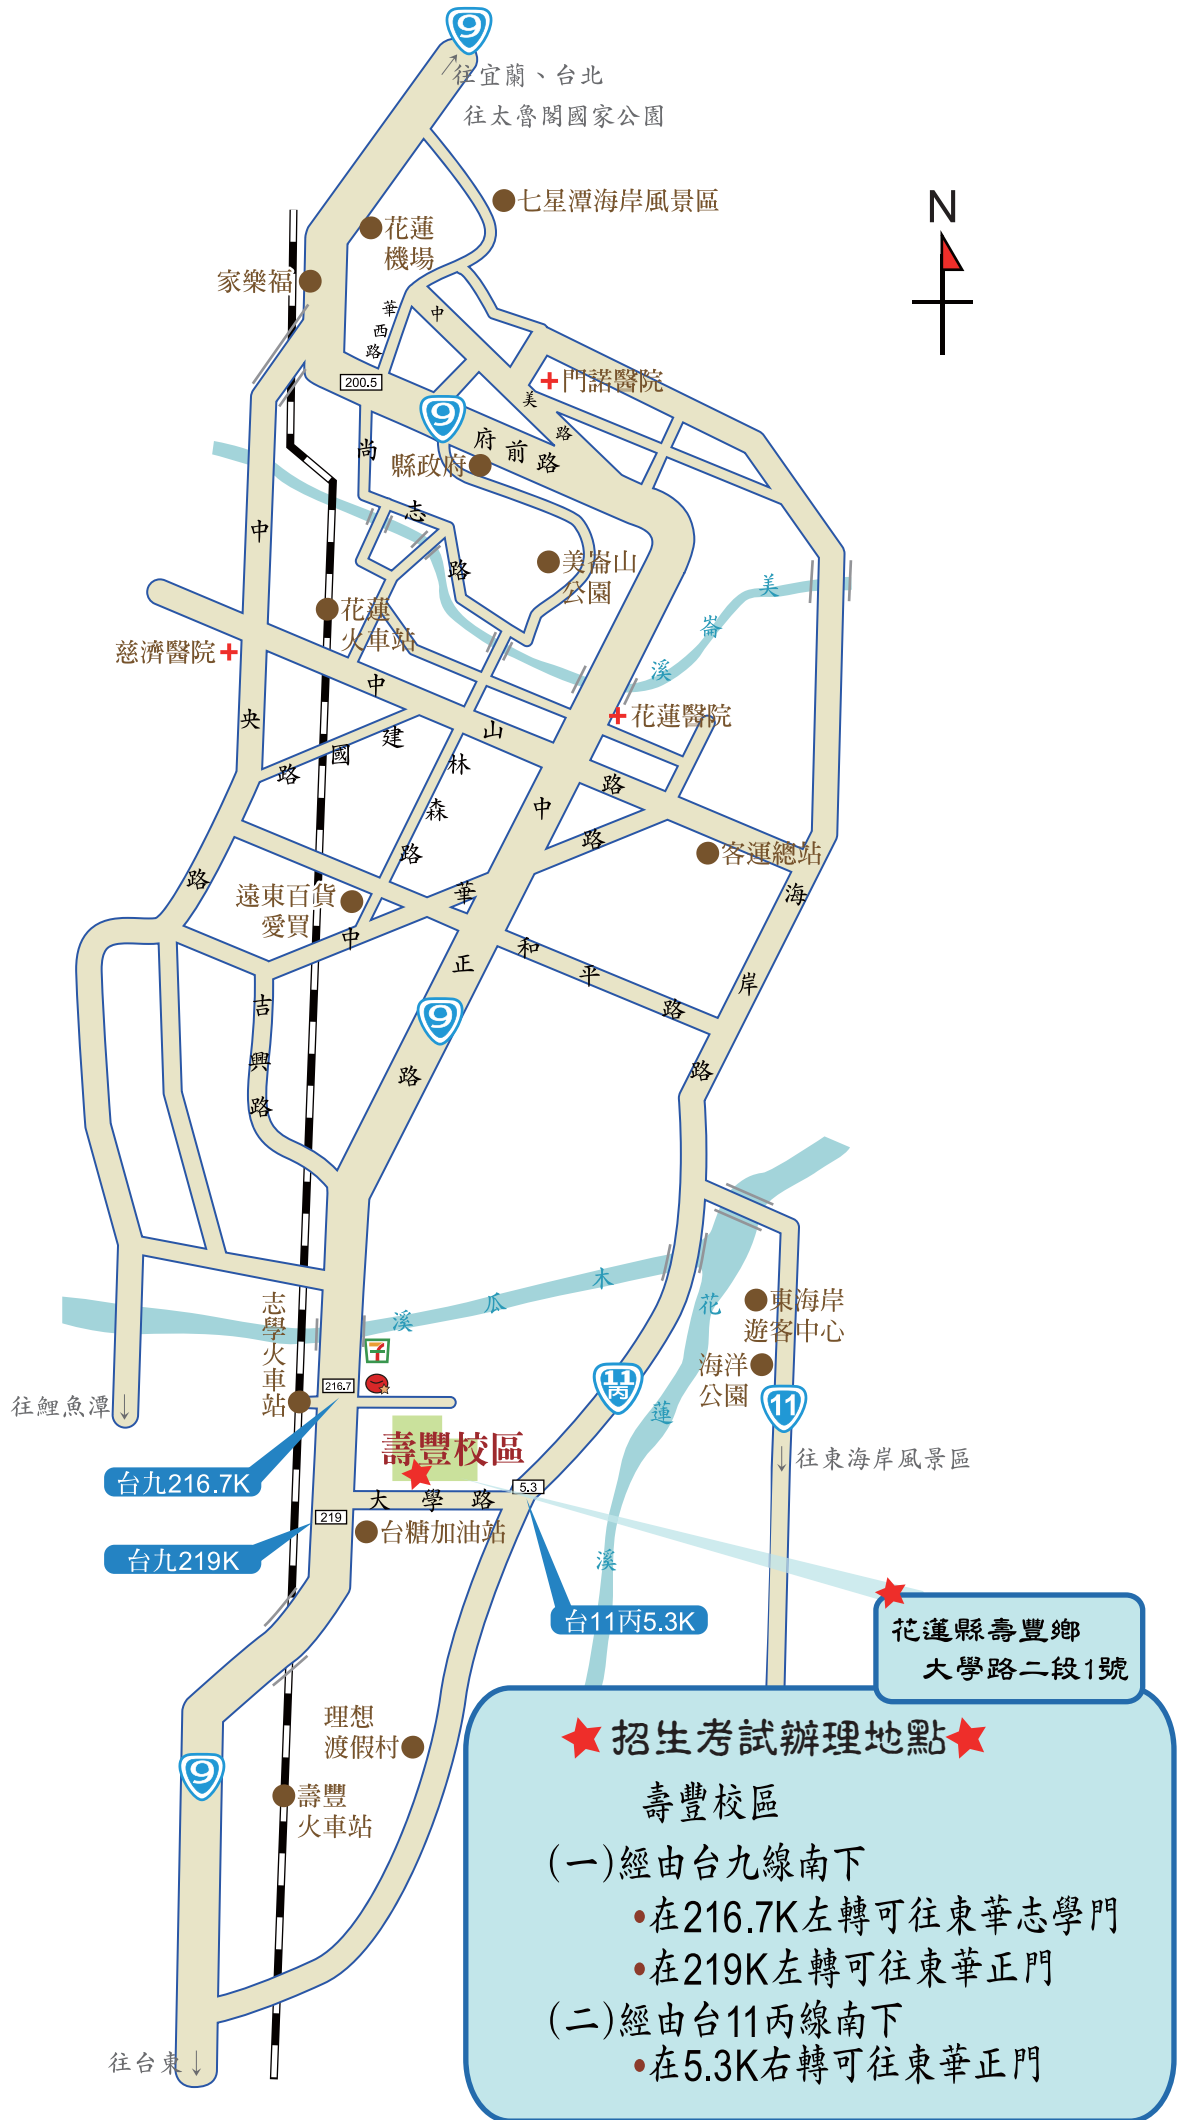 9
往宜蘭、台北
往太魯閣國家公園
七星潭海岸風景區
N
花蓮
機場
家樂福
華西路
中美路
200.5
門諾醫院
9
府前路
尚志路
縣政府
美崙山
公園
中央路
美崙溪
花蓮
火車站
慈濟醫院
中山路
花蓮醫院
建國路
林森路
中華路
客運總站
遠東百貨
愛買
海岸路
和平路
中正路
9
吉興路
木瓜溪
花蓮溪
東海岸
遊客中心
海洋
公園
志學火車站
216.7
11丙
11
往鯉魚潭
往東海岸風景區
壽豐校區
台九216.7K
5.3
大學路
219
台糖加油站
台九219K
台11丙5.3K
花蓮縣壽豐鄉
大學路二段1號
理想
渡假村
9
壽豐
火車站
往台東
招生考試辦理地點
壽豐校區
(一)經由台九線南下
•在216.7K左轉可往東華志學門
•在219K左轉可往東華正門
(二)經由台11丙線南下
•在5.3K右轉可往東華正門